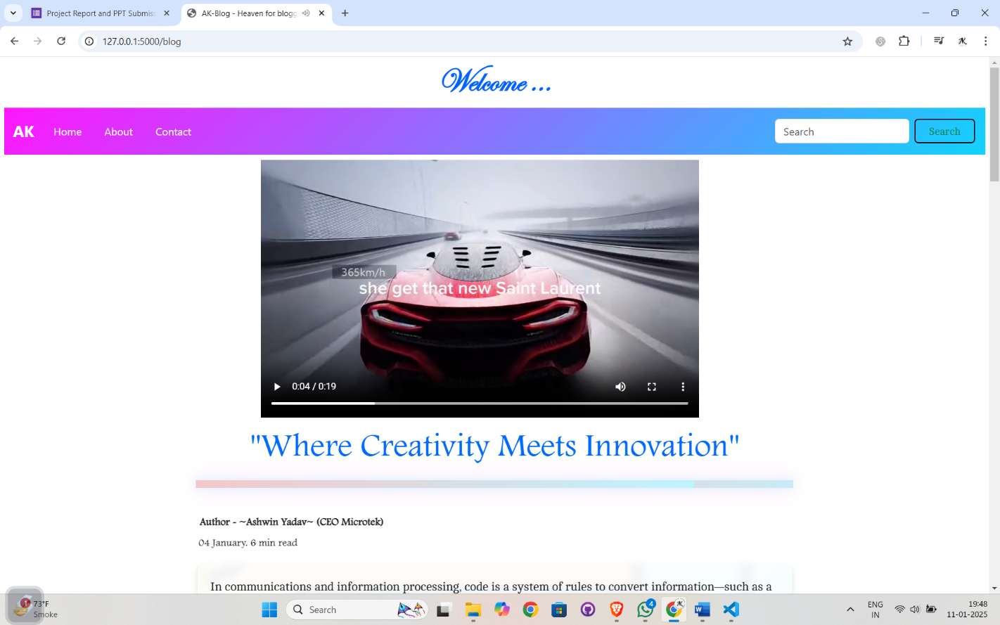 Project Report and PPT Submis
AK-Blog - Heaven for blogg
127.0.0.1:5000/blog
Welcome ...
AK Home About Contact Search Search
365km/h
she get that new Saint Laurent
0:04 / 0:19
"Where Creativity Meets Innovation"
Author - ~Ashwin Yadav~ (CEO Microtek)
04 January. 6 min read
In communications and information processing, code is a system of rules to convert information—such as a
1
73°F
Smoke
Search
4
ENG
IN
19:48
11-01-2025